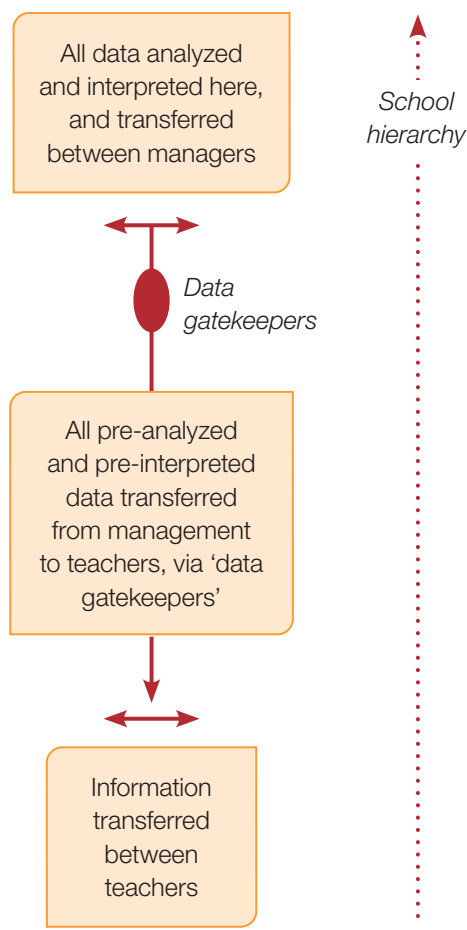 All data analyzed
and interpreted here,
and transferred
between managers
School
hierarchy
Data
gatekeepers
All pre-analyzed
and pre-interpreted
data transferred
from management
to teachers, via ‘data
gatekeepers’
Information
transferred
between
teachers